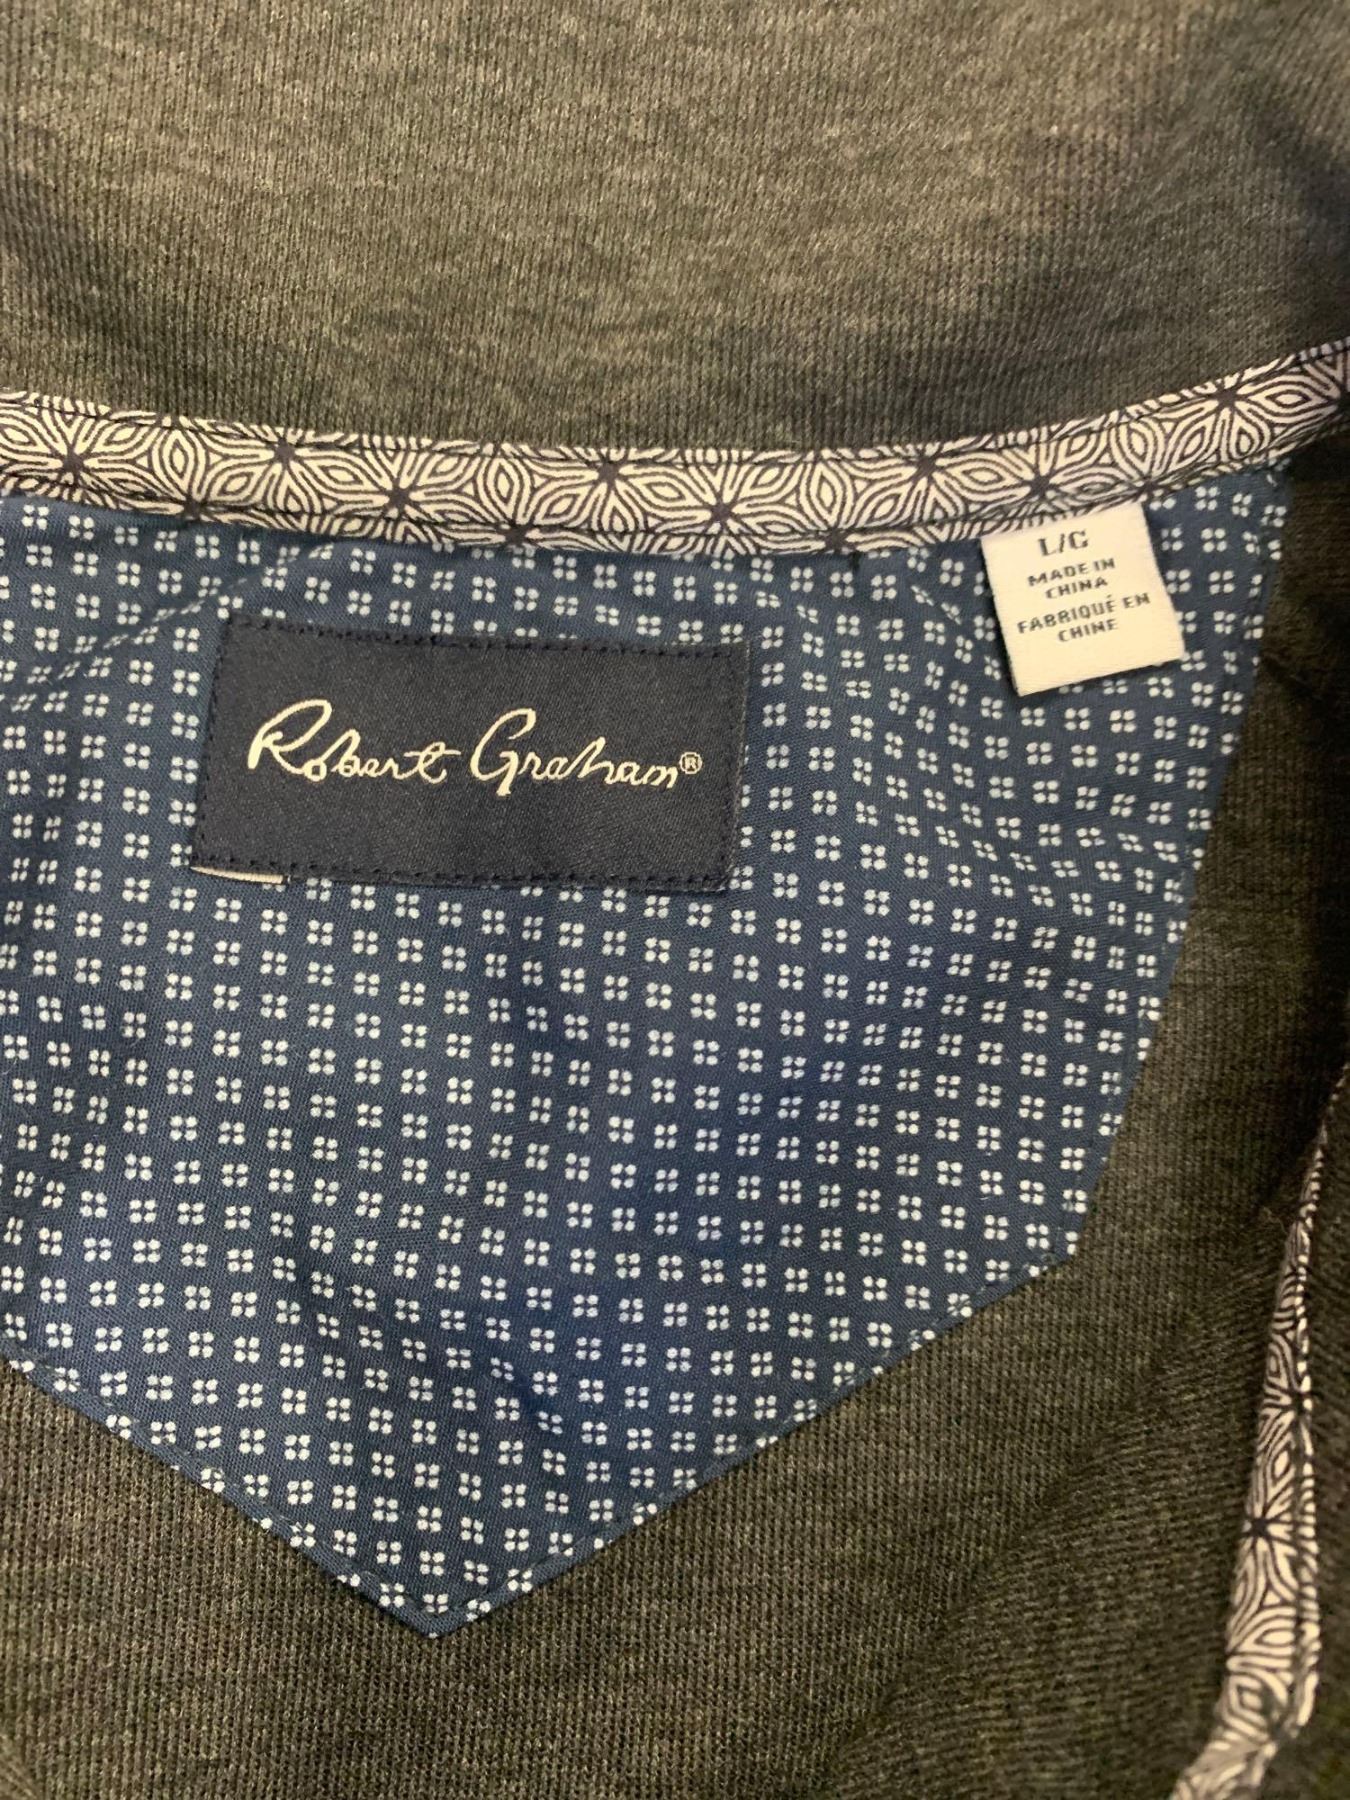 L/G
MADE IN
CHINA
FABRIQUÉ EN
CHINE
Robert Graham®